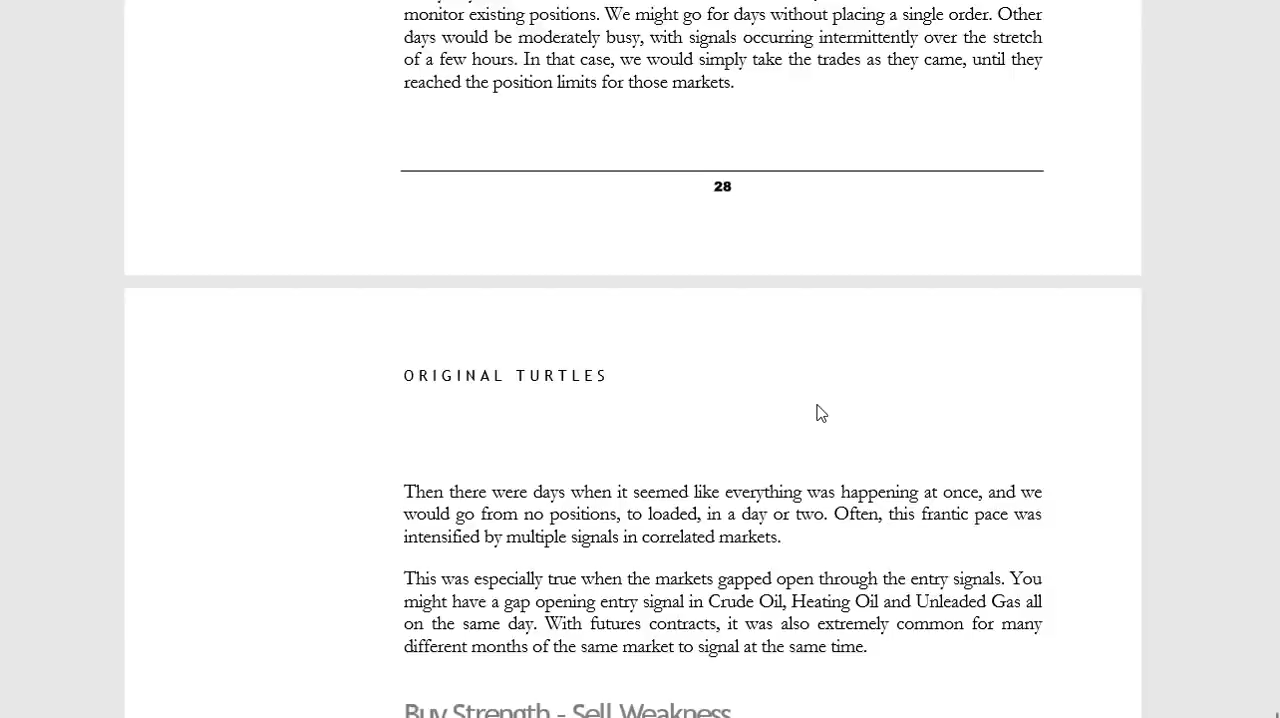 monitor existing positions. We might go for days without placing a single order. Other
days would be moderately busy, with signals occurring intermittently over the stretch
of a few hours. In that case, we would simply take the trades as they came, until they
reached the position limits for those markets.
28
ORIGINAL TURTLES
Then there were days when it seemed like everything was happening at once, and we
would go from no positions, to loaded, in a day or two. Often, this frantic pace was
intensified by multiple signals in correlated markets.
This was especially true when the markets gapped open through the entry signals. You
might have a gap opening entry signal in Crude Oil, Heating Oil and Unleaded Gas all
on the same day. With futures contracts, it was also extremely common for many
different months of the same market to signal at the same time.
Buy Strength - Sell Weakness